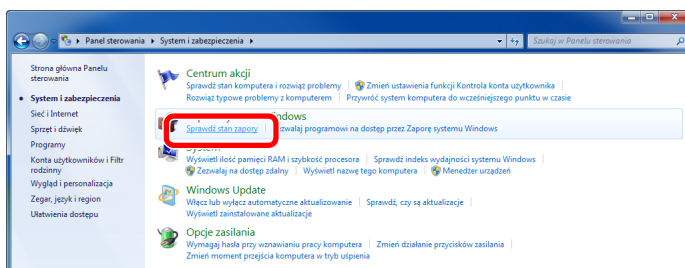 Panel sterowania ▸ System i zabezpieczenia ▸
Szukaj w Panelu sterowania
Strona główna Panelu sterowania
System i zabezpieczenia
Sieć i Internet
Sprzęt i dźwięk
Programy
Konta użytkowników i Filtr rodzinny
Wygląd i personalizacja
Zegar, język i region
Ułatwienia dostępu
Centrum akcji
Sprawdź stan komputera i rozwiąż problemy
Zmień ustawienia funkcji Kontrola konta użytkownika
Rozwiąż typowe problemy z komputerem
Przywróć system komputera do wcześniejszego punktu w czasie
Sprawdź stan zapory
programowi na dostęp przez Zaporę systemu Windows
System
Wyświetl ilość pamięci RAM i szybkość procesora
Sprawdź indeks wydajności systemu Windows
Zezwalaj na dostęp zdalny
Wyświetl nazwę tego komputera
Menedżer urządzeń
Windows Update
Włącz lub wyłącz automatyczne aktualizowanie
Sprawdź, czy są aktualizacje
Wyświetl zainstalowane aktualizacje
Opcje zasilania
Wymagaj hasła przy wznawianiu pracy komputera
Zmień działanie przycisków zasilania
Zmień moment przejścia komputera w tryb uśpienia